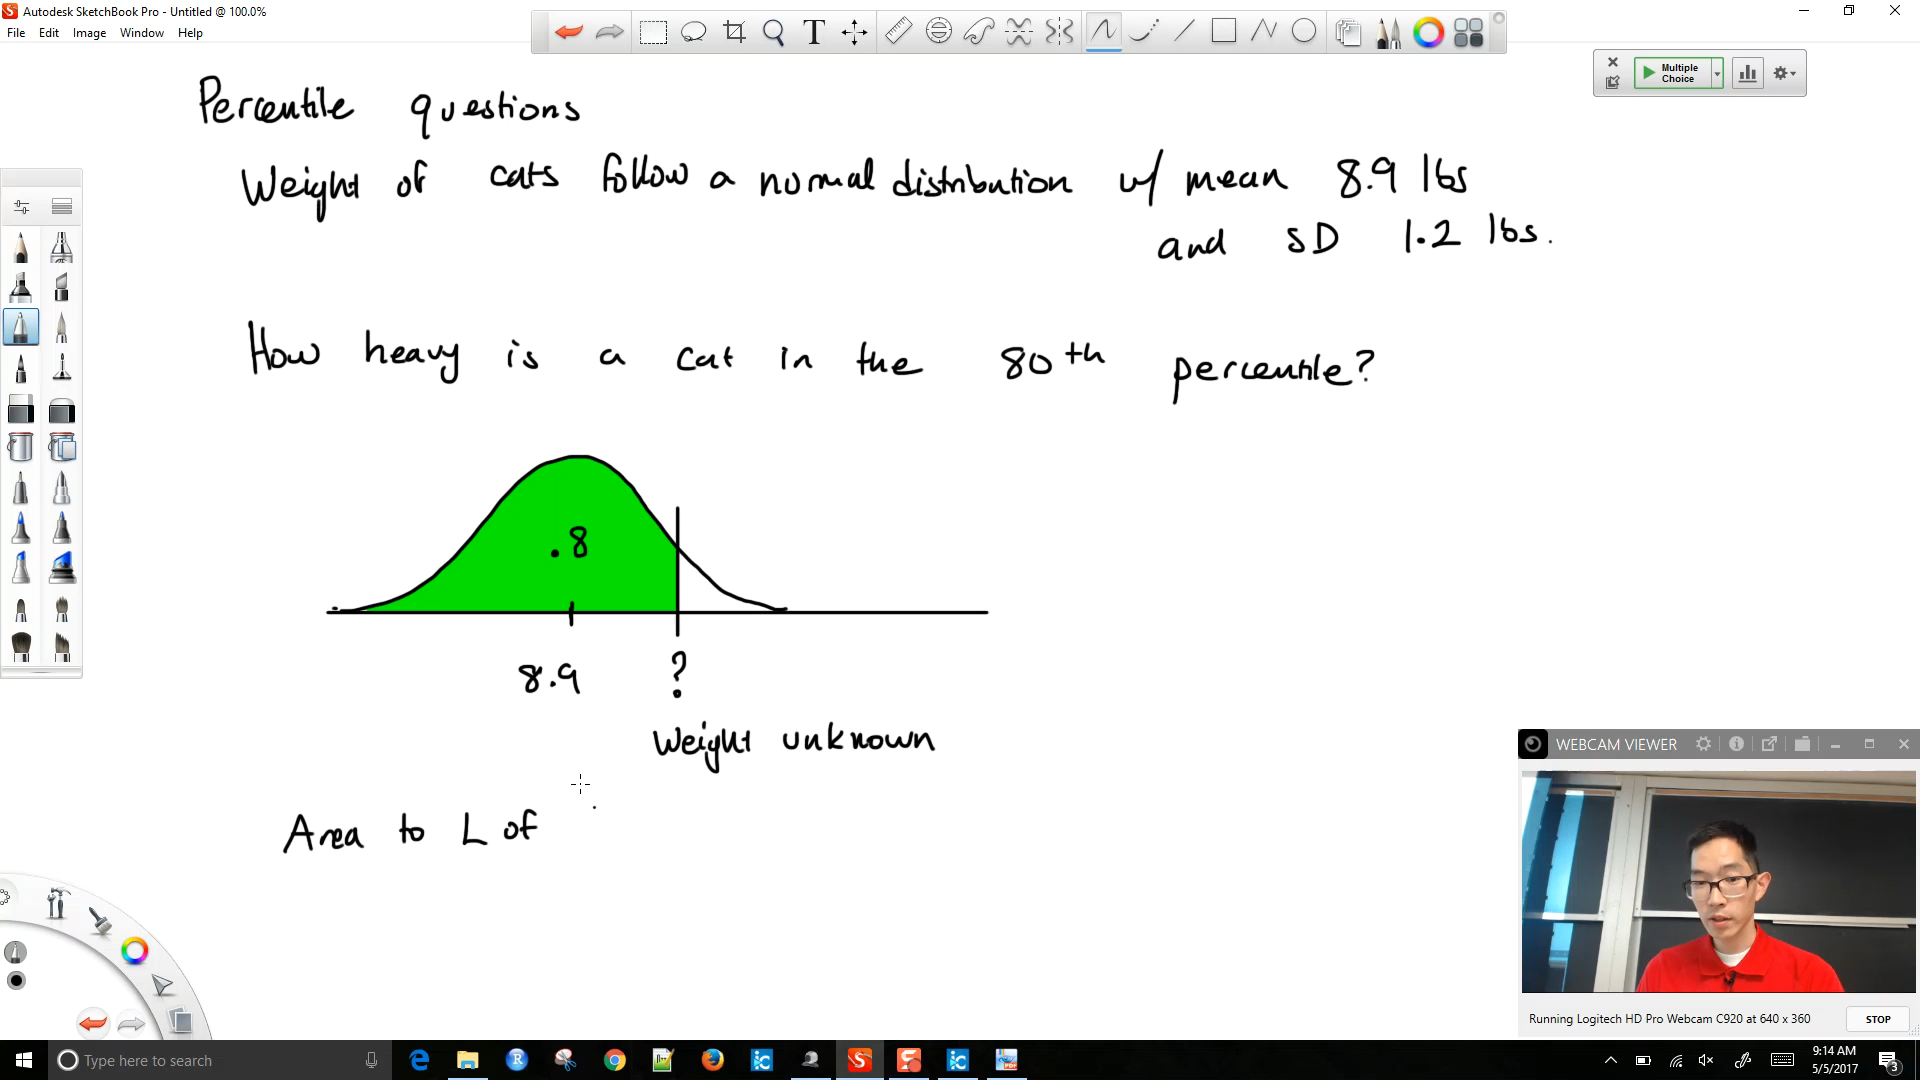 Autodesk SketchBook Pro - Untitled @ 100.0%
File Edit Image Window Help
T
Multiple Choice
Percentile questions
Weight of cats follow a normal distribution w/ mean 8.9 lbs
and SD 1.2 lbs.
How heavy is a cat in the 80th percentile?
.8
8.9 ?
Weight unknown
Area to L of
WEBCAM VIEWER
Running Logitech HD Pro Webcam C920 at 640 x 360 STOP
Type here to search
9:14 AM
5/5/2017
3